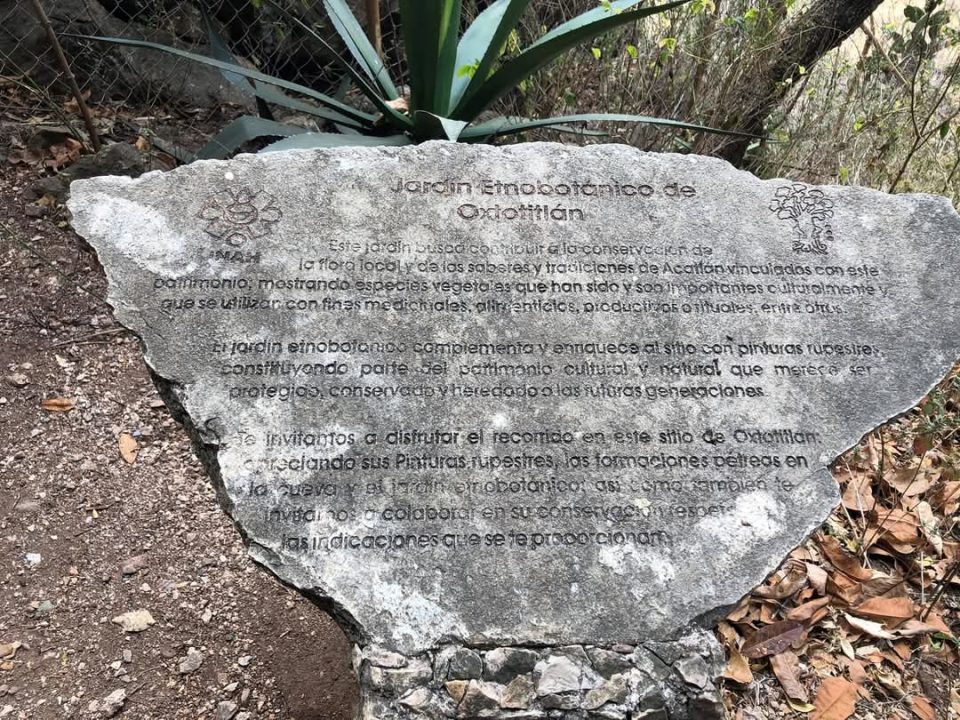 Jardín Etnobotánico de
Oxtotitlán
INAH
Este jardín busca contribuir a la conservación de
la flora local y de los saberes y tradiciones de Acatlán vinculados con este
patrimonio; mostrando especies vegetales que han sido y son importantes culturalmente y
que se utilizan con fines medicinales, alimenticios, productivos o rituales, entre otros.
El jardín etnobotánico complementa y enriquece al sitio con pinturas rupestres,
constituyendo parte del patrimonio cultural y natural que merece ser
protegido, conservado y heredado a las futuras generaciones.
Te invitamos a disfrutar el recorrido en este sitio de Oxtotitlán;
apreciando sus Pinturas rupestres, las formaciones pétreas en
la cueva y el jardín etnobotánico; así como también te
invitamos a colaborar en su conservación
las indicaciones que se te proporcionan.